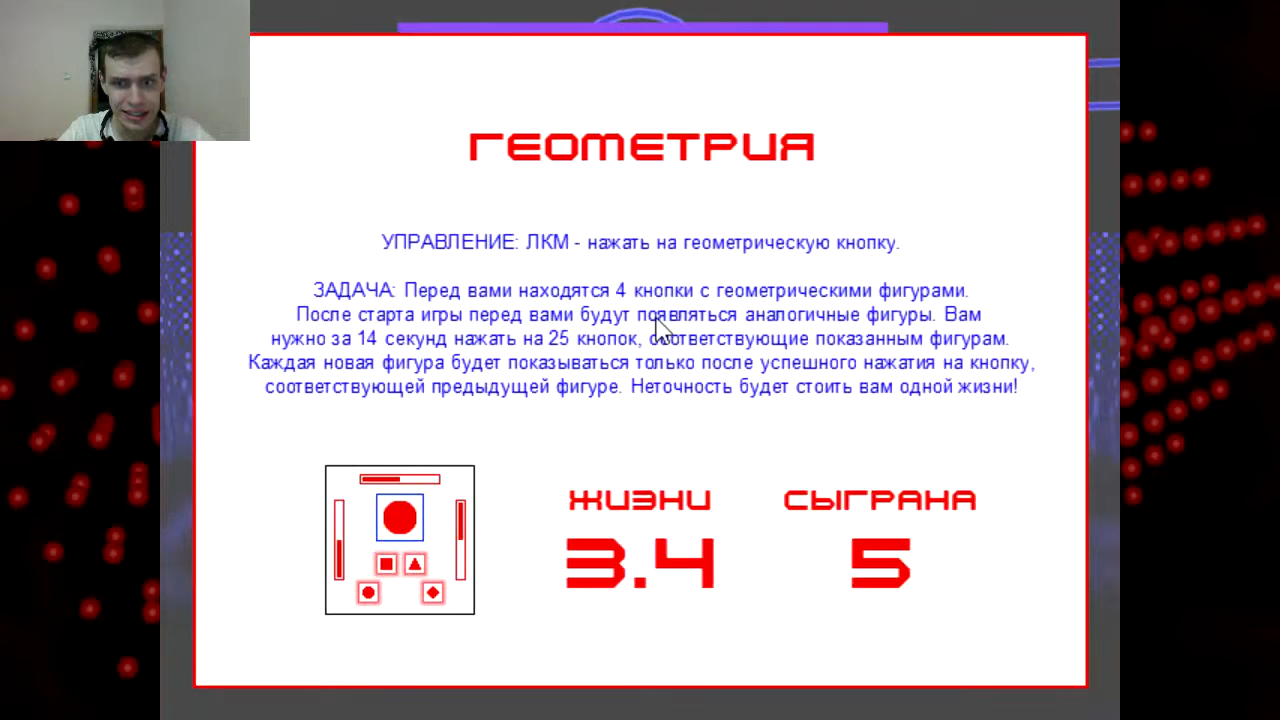 ГЕОМЕТРИЯ
УПРАВЛЕНИЕ: ЛКМ - нажать на геометрическую кнопку.
ЗАДАЧА: Перед вами находятся 4 кнопки с геометрическими фигурами.
После старта игры перед вами будут появляться аналогичные фигуры. Вам
нужно за 14 секунд нажать на 25 кнопок, соответствующие показанным фигурам.
Каждая новая фигура будет показываться только после успешного нажатия на кнопку,
соответствующей предыдущей фигуре. Неточность будет стоить вам одной жизни!
ЖИЗНИ СЫГРАНА
3.4 5